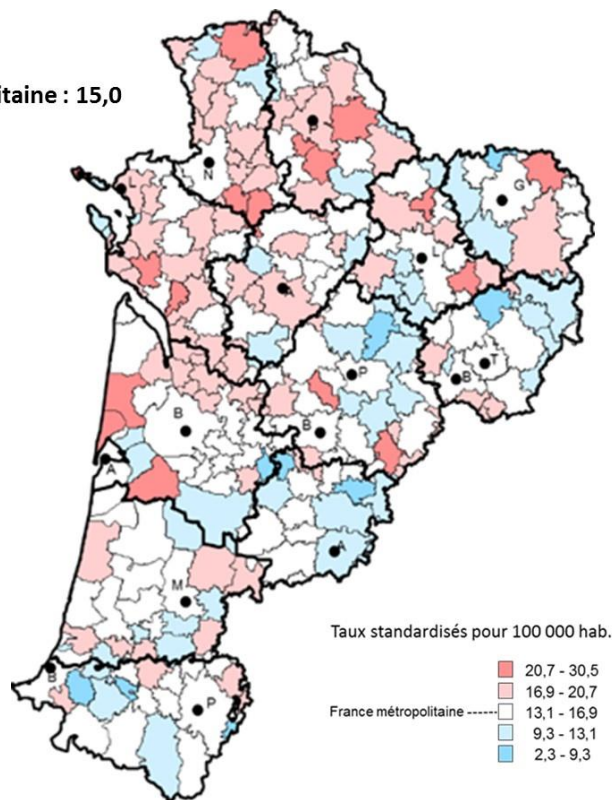 itaine : 15,0
N
P
G
L
A
L
P
T
B
B
B
A
A
M
B
P
Taux standardisés pour 100 000 hab.
20,7 - 30,5
16,9 - 20,7
France métropolitaine 13,1 - 16,9
9,3 - 13,1
2,3 - 9,3